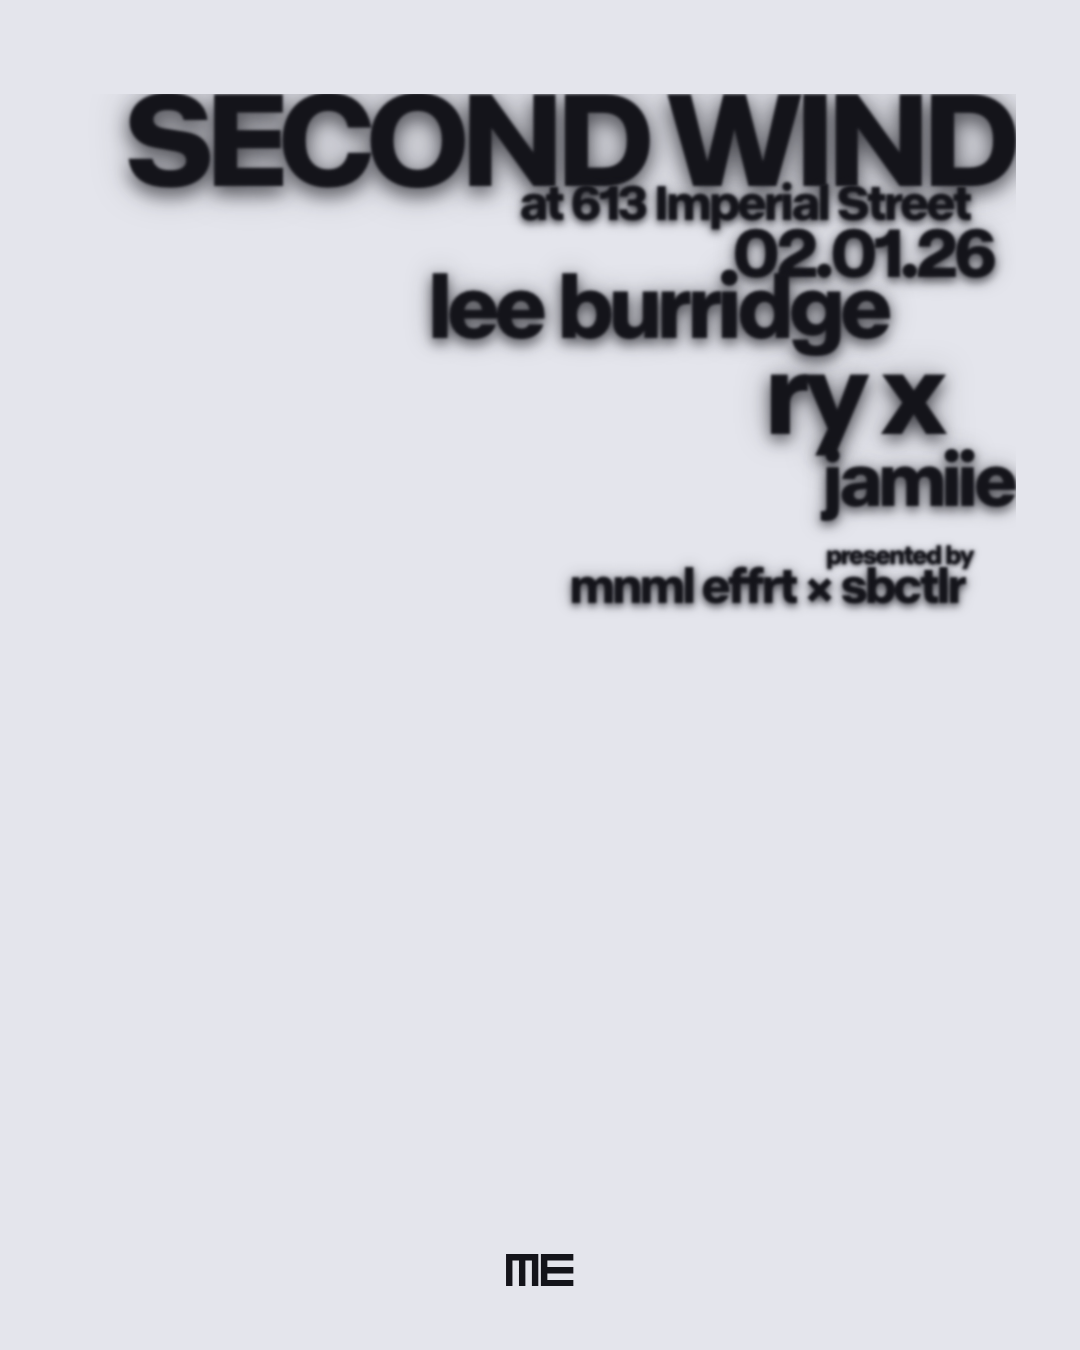 SECOND WIND
at 613 Imperial Street
02.01.26
lee burridge
ry x
jamiie
presented by
mnml effrt × sbctlr
ME